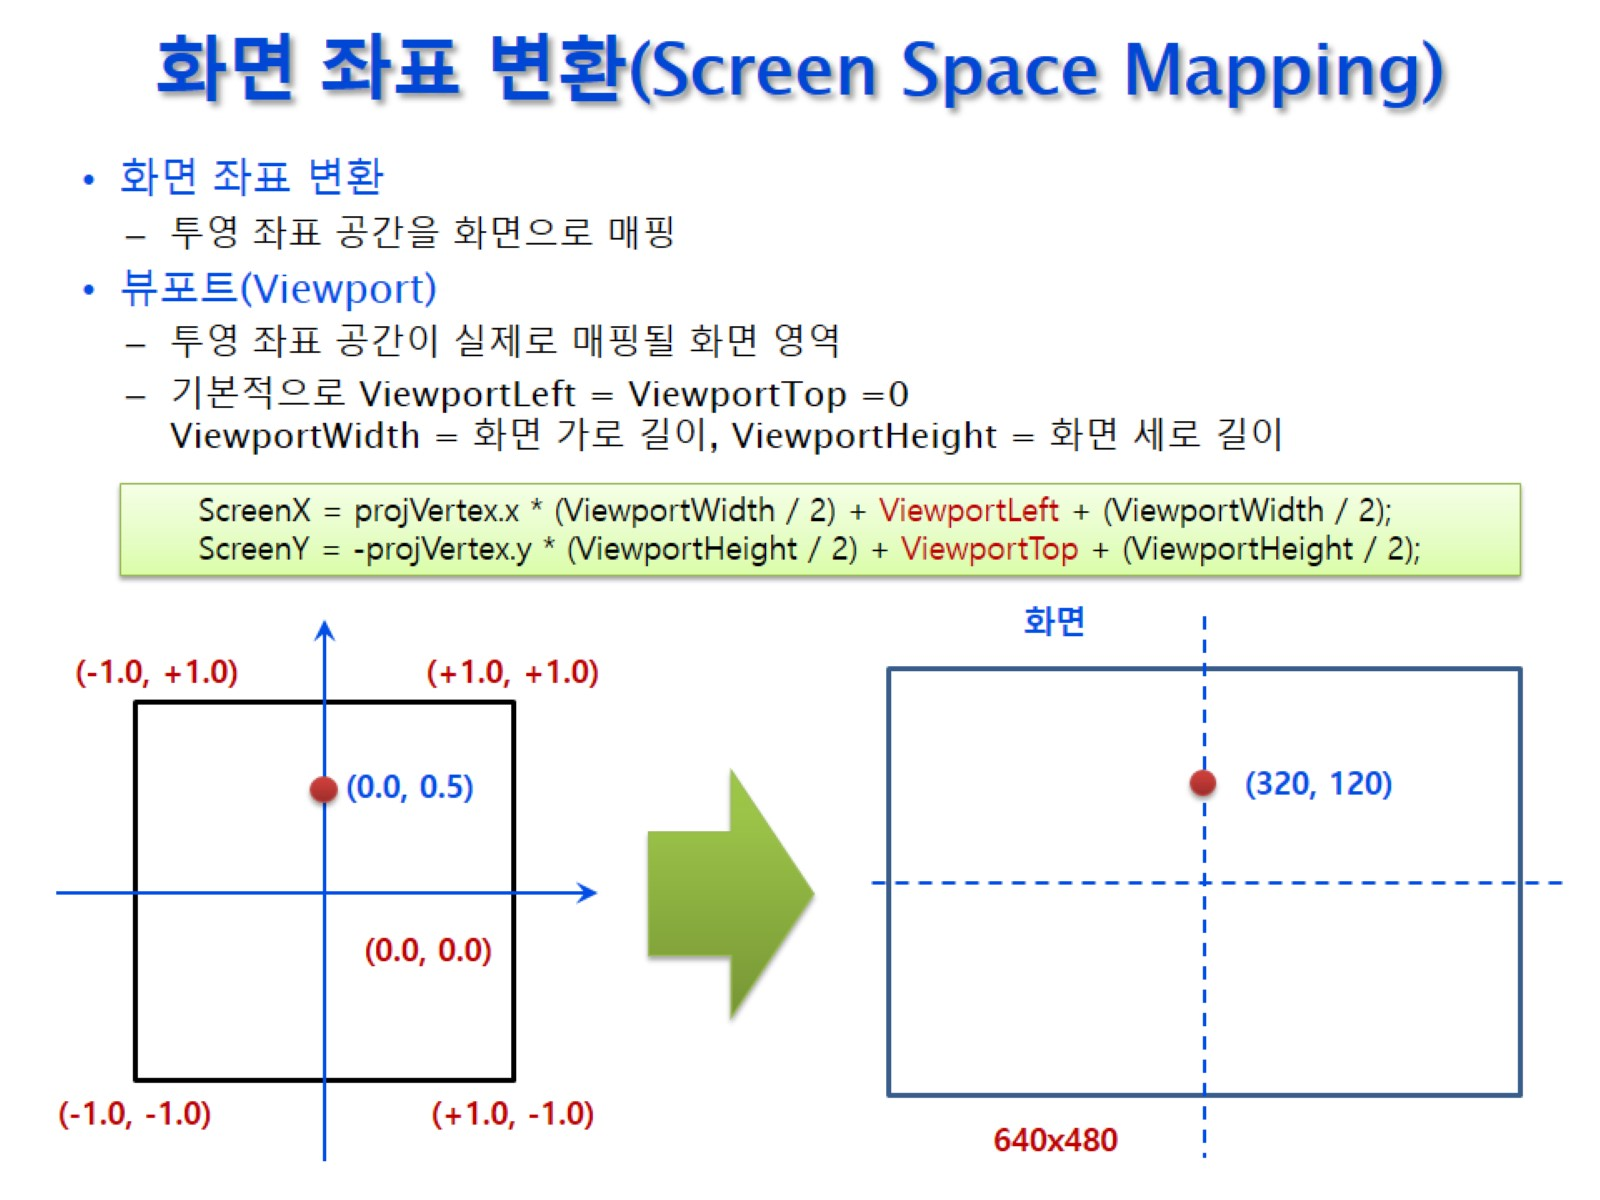 화면 좌표 변환(Screen Space Mapping)
• 화면 좌표 변환
– 투영 좌표 공간을 화면으로 매핑
• 뷰포트(Viewport)
– 투영 좌표 공간이 실제로 매핑될 화면 영역
– 기본적으로 ViewportLeft = ViewportTop =0
ViewportWidth = 화면 가로 길이, ViewportHeight = 화면 세로 길이
ScreenX = projVertex.x * (ViewportWidth / 2) + ViewportLeft + (ViewportWidth / 2);
ScreenY = -projVertex.y * (ViewportHeight / 2) + ViewportTop + (ViewportHeight / 2);
(-1.0, +1.0)
(+1.0, +1.0)
(0.0, 0.5)
(0.0, 0.0)
(-1.0, -1.0)
(+1.0, -1.0)
화면
(320, 120)
640x480